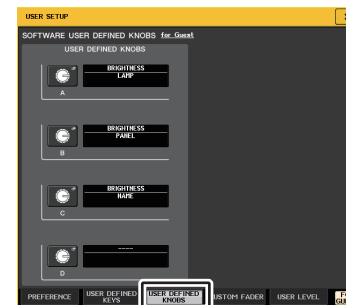 USER SETUP
SOFTWARE USER DEFINED KNOBS for Guest
USER DEFINED KNOBS
BRIGHTNESS
LAMP
A
BRIGHTNESS
PANEL
B
BRIGHTNESS
NAME
C
----
D
PREFERENCE
USER DEFINED
KEYS
USER DEFINED
KNOBS
USTOM FADER
USER LEVEL